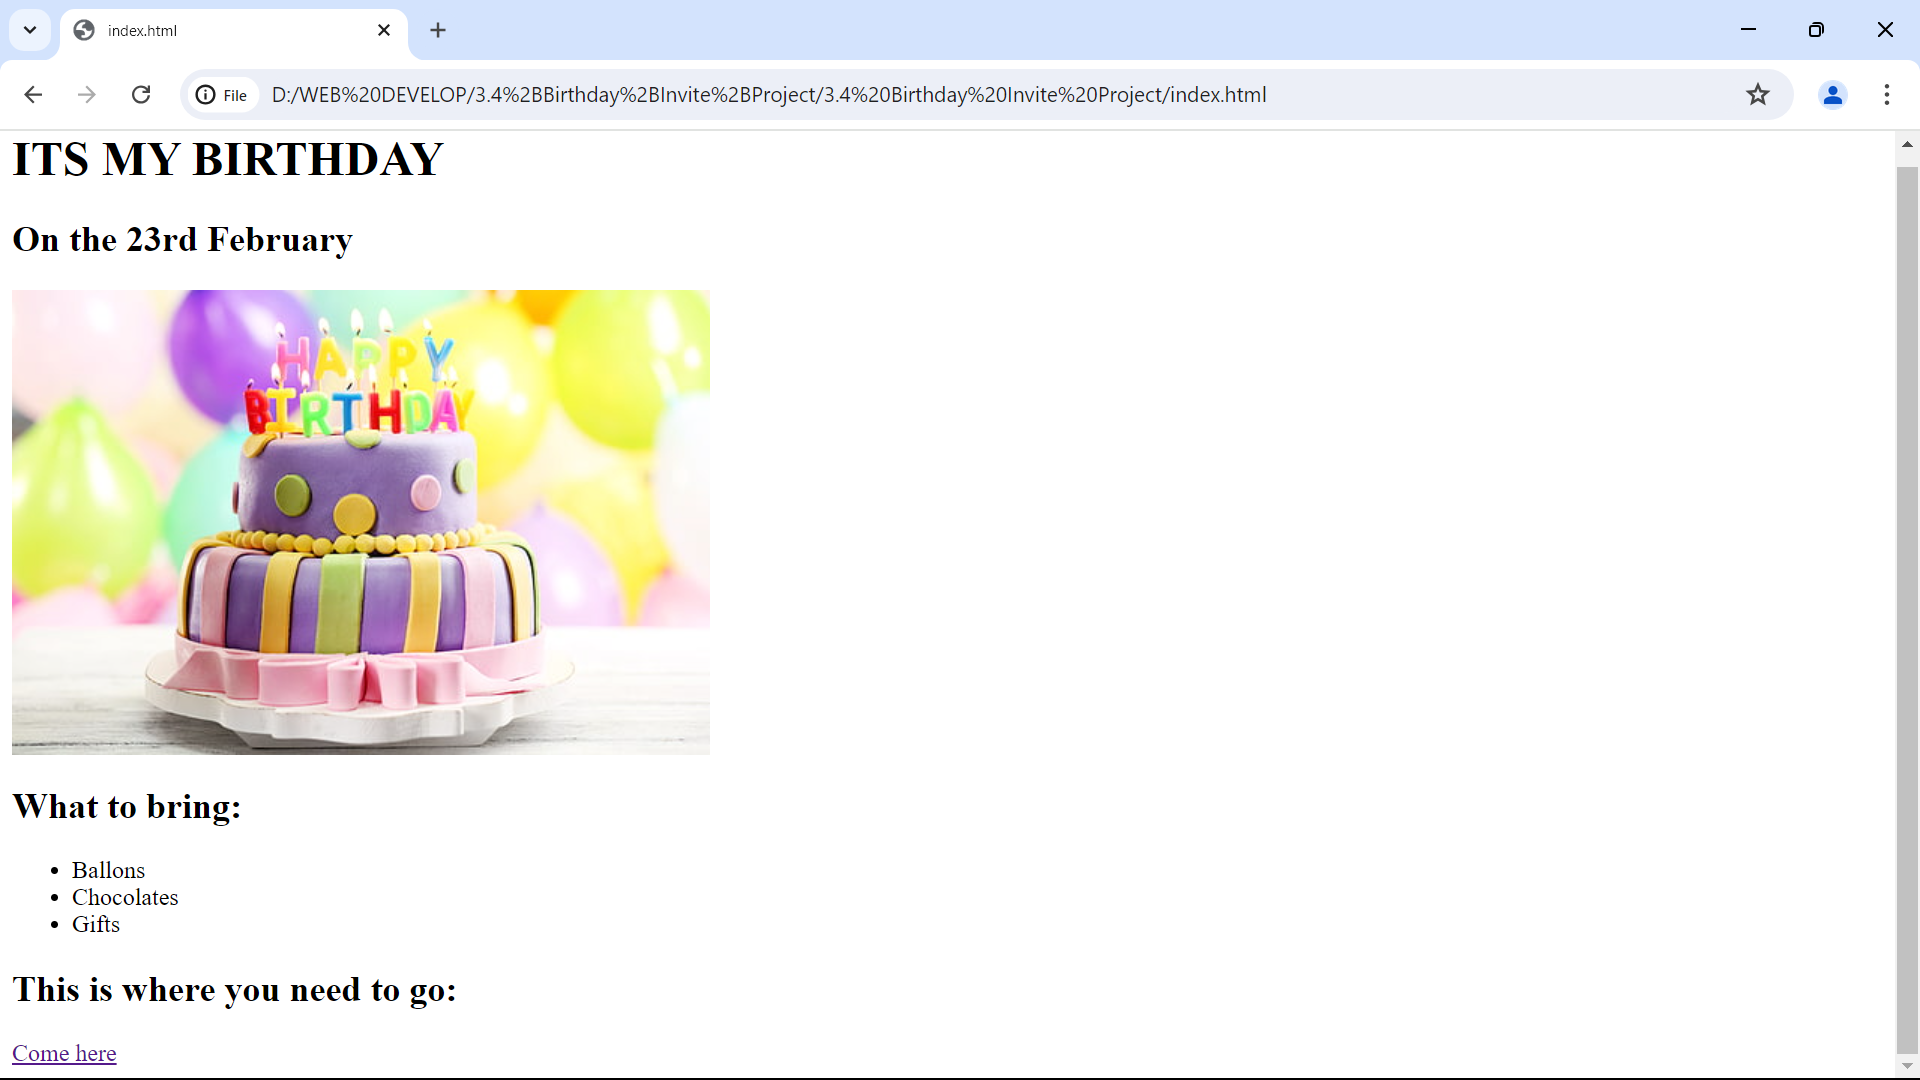 index.html
File
D:/WEB%20DEVELOP/3.4%2BBirthday%2BInvite%2BProject/3.4%20Birthday%20Invite%20Project/index.html
ITS MY BIRTHDAY
On the 23rd February
HAPPY
BIRTHDAY
What to bring:
Ballons
Chocolates
Gifts
This is where you need to go:
Come here